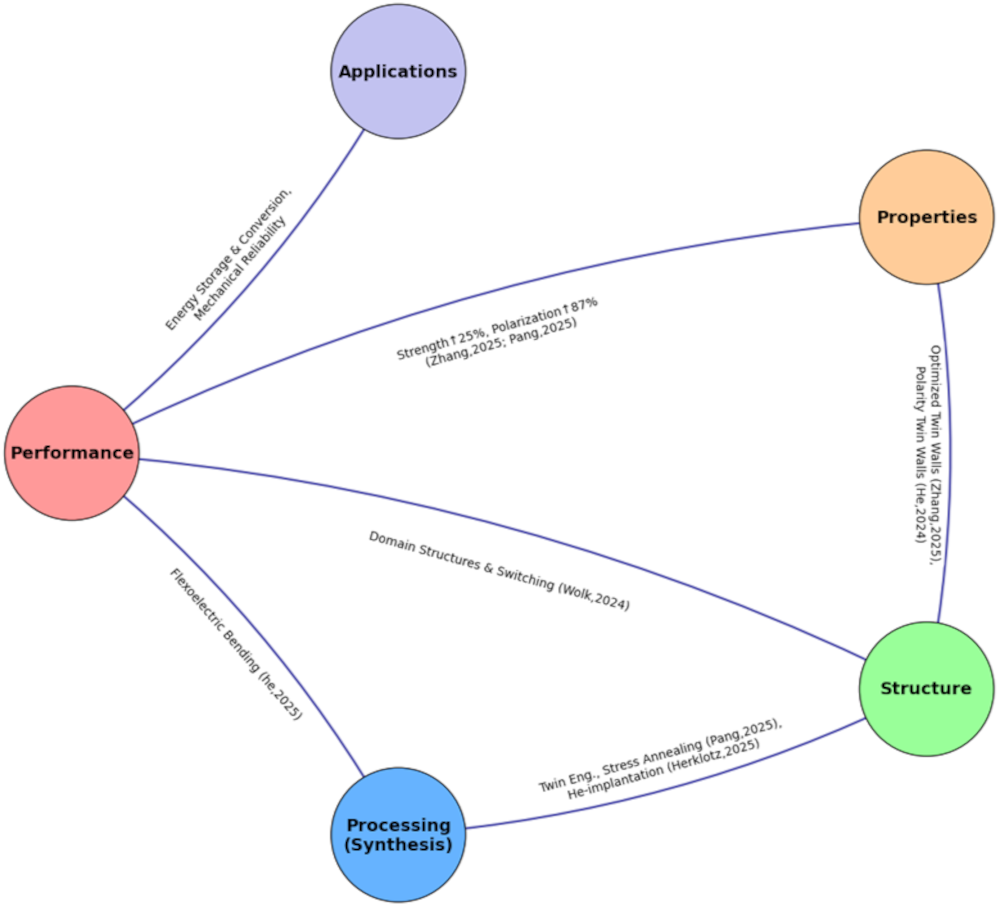 Applications
Properties
Energy Storage & Conversion,
Mechanical Reliability
Strength↑25%, Polarization↑87%
(Zhang,2025; Pang,2025)
Performance
Optimized Twin Walls (Zhang,2025),
Polarity Twin Walls (He,2024)
Domain Structures & Switching (Wolk,2024)
Flexoelectric Bending (he,2025)
Structure
Twin Eng., Stress Annealing (Pang,2025),
He-implantation (Herklotz,2025)
Processing
(Synthesis)